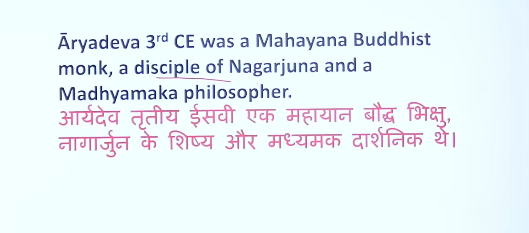 Āryadeva 3rd CE was a Mahayana Buddhist
monk, a disciple of Nagarjuna and a
Madhyamaka philosopher.
आर्यदेव तृतीय ईसवी एक महायान बौद्ध भिक्षु,
नागार्जुन के शिष्य और मध्यमक दार्शनिक थे।